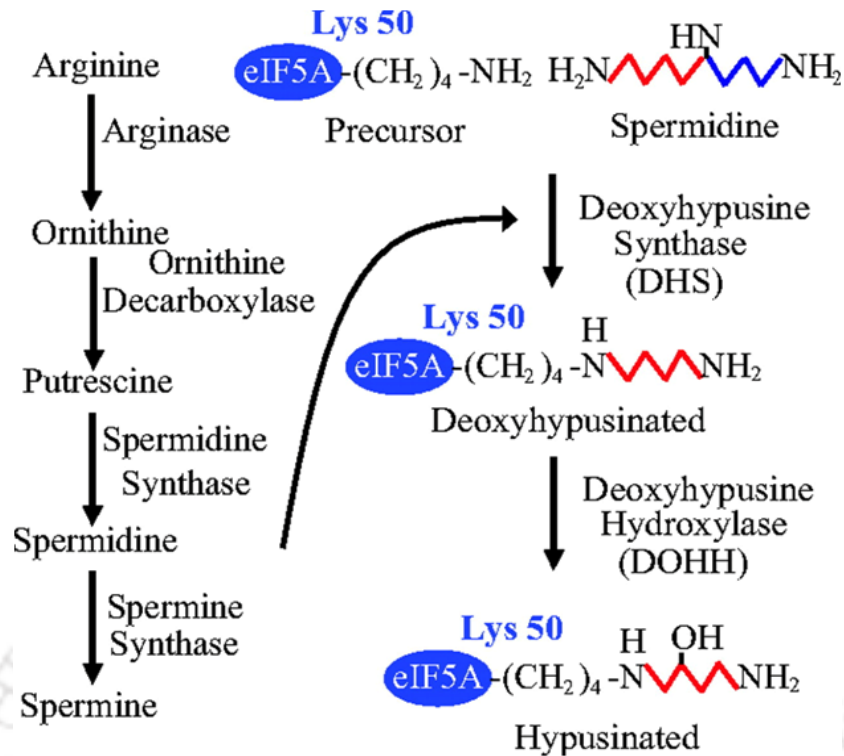 Arginine
Arginase
Ornithine
Ornithine
Decarboxylase
Putrescine
Spermidine
Synthase
Spermidine
Spermine
Synthase
Spermine
Lys 50
eIF5A-(CH₂)₄-NH₂
Precursor
HN
H₂N NH₂
Spermidine
Deoxyhypusine
Synthase
(DHS)
Lys 50
H
eIF5A-(CH₂)₄-N NH₂
Deoxyhypusinated
Deoxyhypusine
Hydroxylase
(DOHH)
Lys 50
H OH
eIF5A-(CH₂)₄-N NH₂
Hypusinated